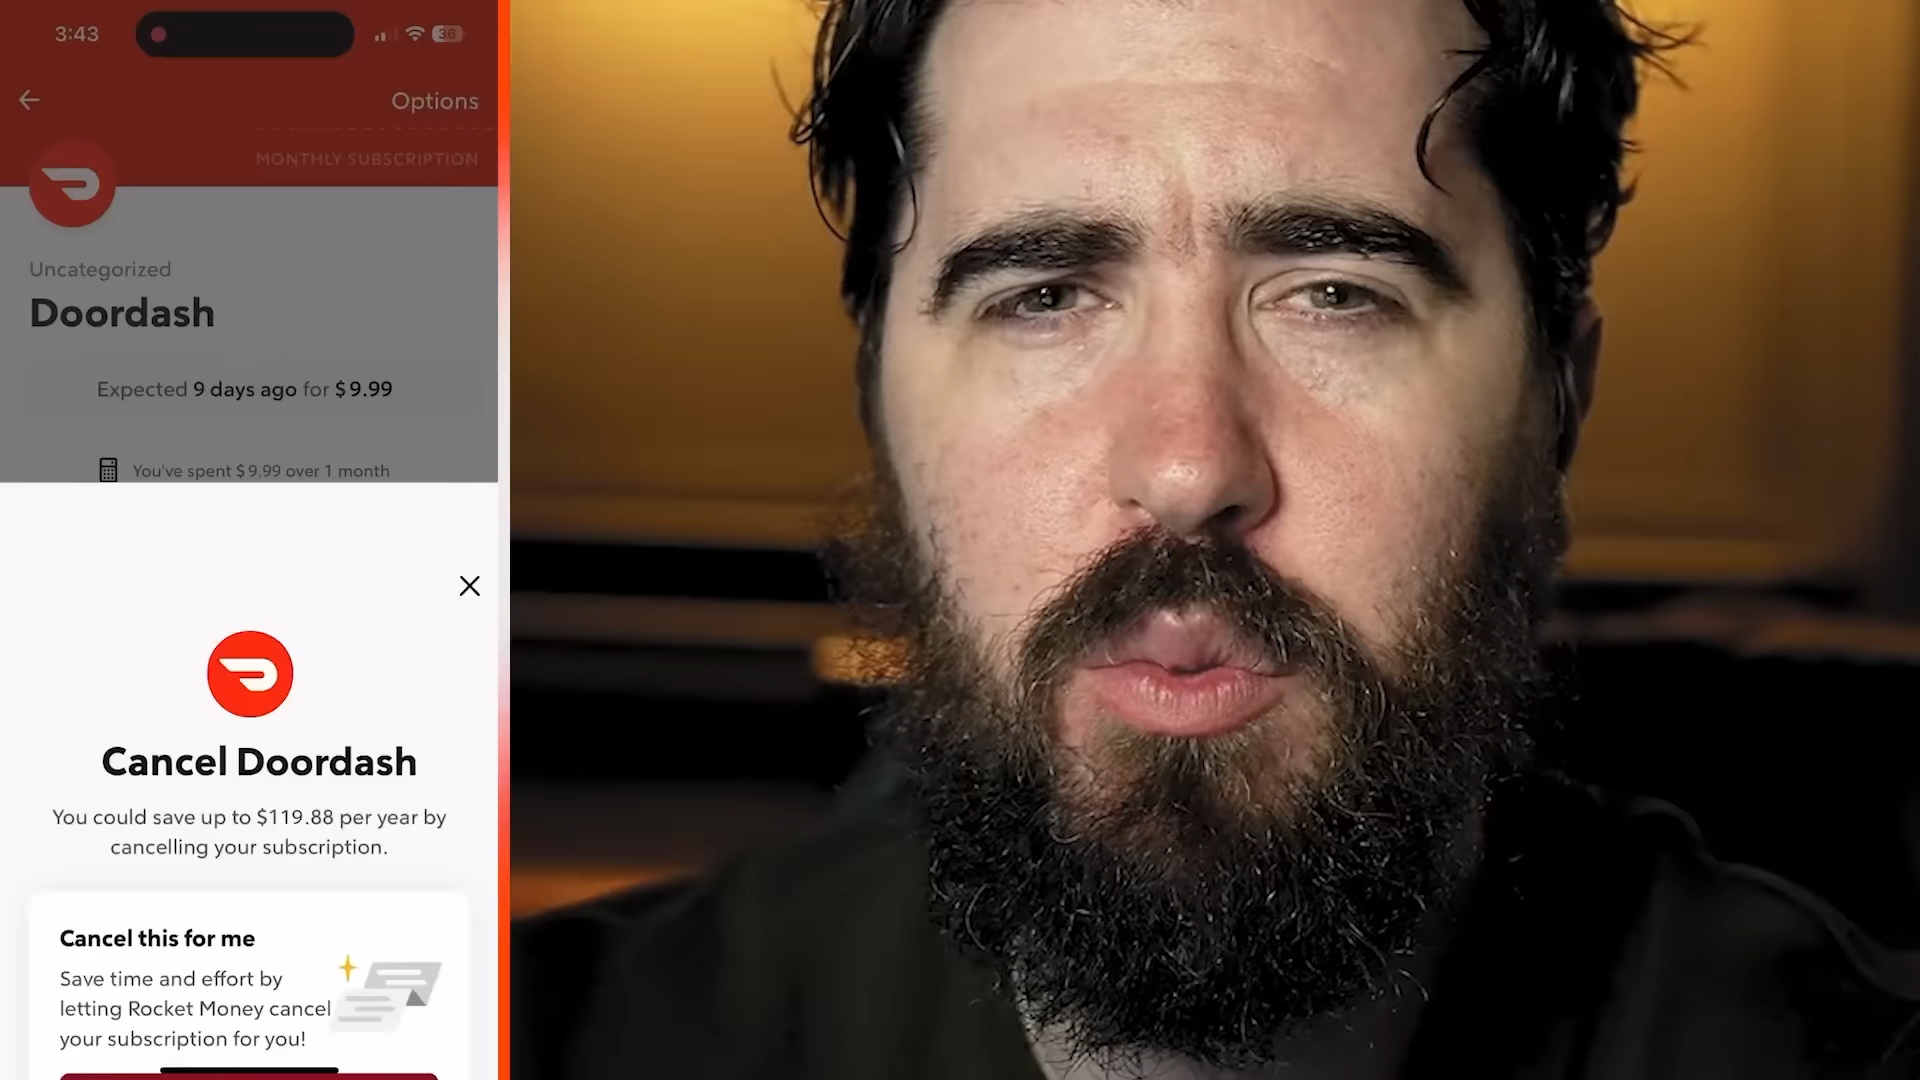 3:43
36
Options
MONTHLY SUBSCRIPTION
Uncategorized
Doordash
Expected 9 days ago for $9.99
You've spent $9.99 over 1 month
Cancel Doordash
You could save up to $119.88 per year by
cancelling your subscription.
Cancel this for me
Save time and effort by
letting Rocket Money cancel
your subscription for you!